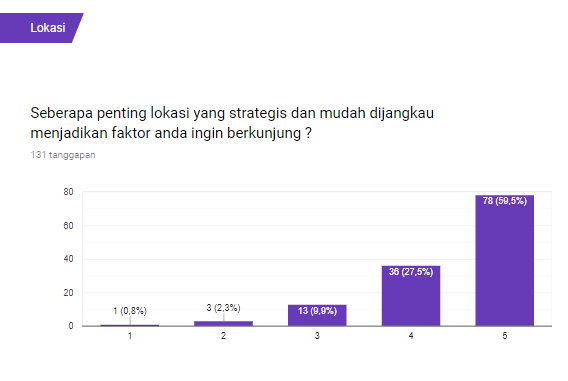 Lokasi
Seberapa penting lokasi yang strategis dan mudah dijangkau
menjadikan faktor anda ingin berkunjung ?
131 tanggapan
80
60
40
20
0
1 (0,8%)
3 (2,3%)
13 (9,9%)
36 (27,5%)
78 (59,5%)
1 2 3 4 5